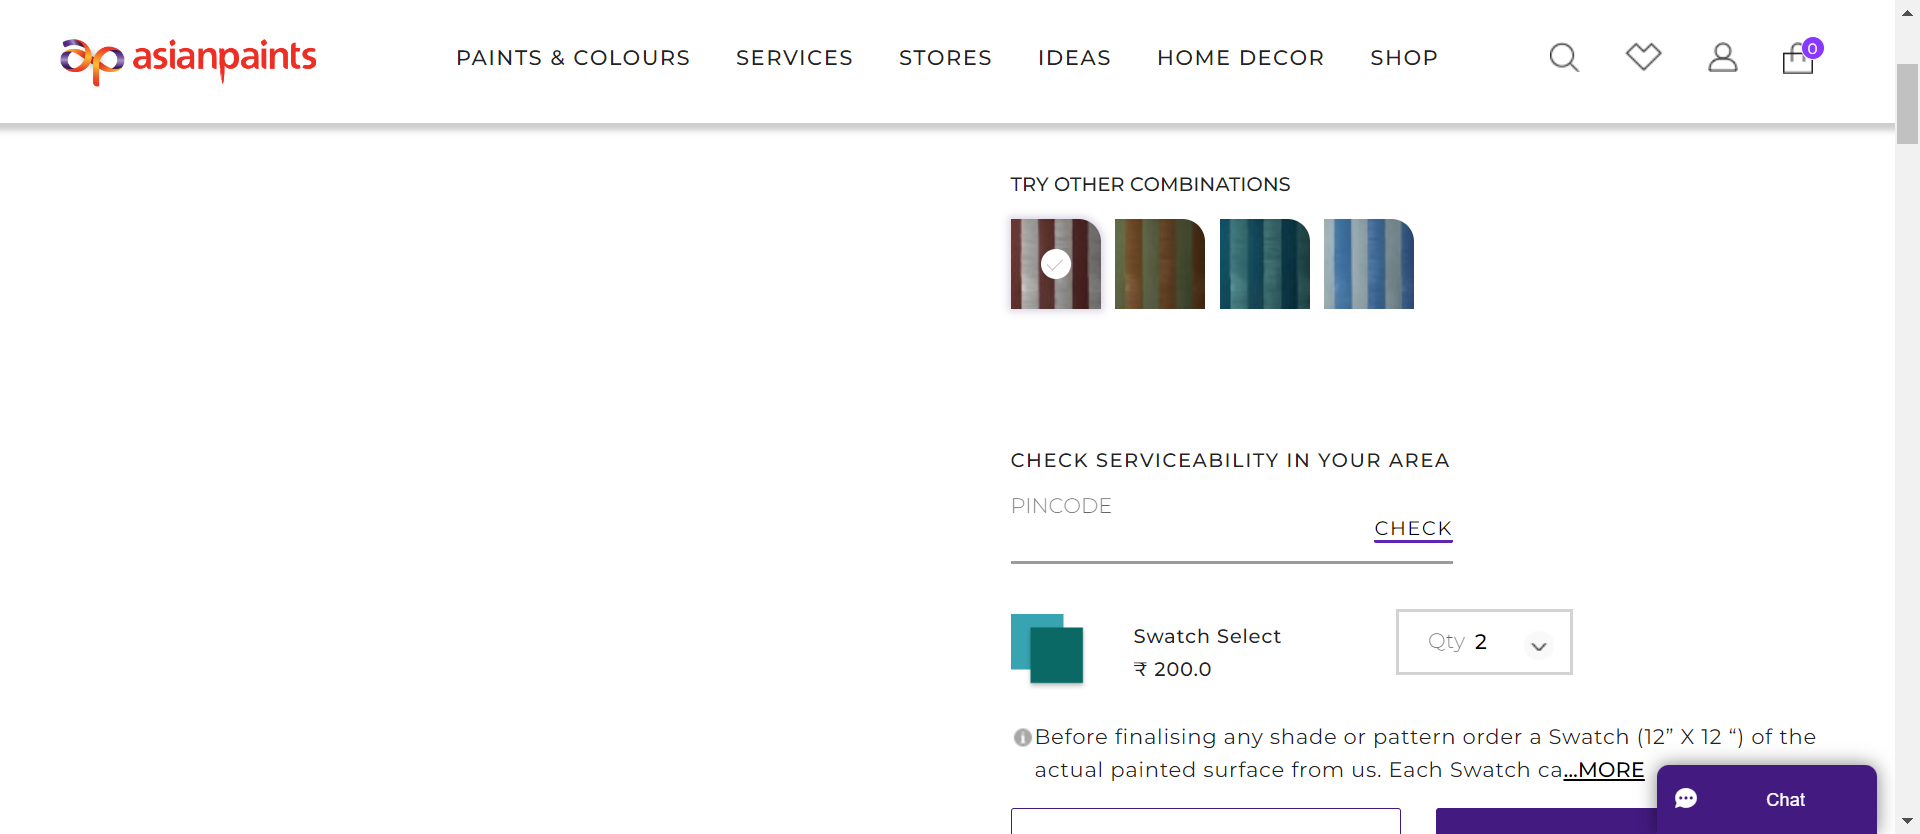 asianpaints
PAINTS & COLOURS SERVICES STORES IDEAS HOME DECOR SHOP
0
TRY OTHER COMBINATIONS
CHECK SERVICEABILITY IN YOUR AREA
PINCODE
CHECK
Swatch Select
₹ 200.0
Qty 2
Before finalising any shade or pattern order a Swatch (12” X 12 “) of the
actual painted surface from us. Each Swatch ca...MORE
Chat